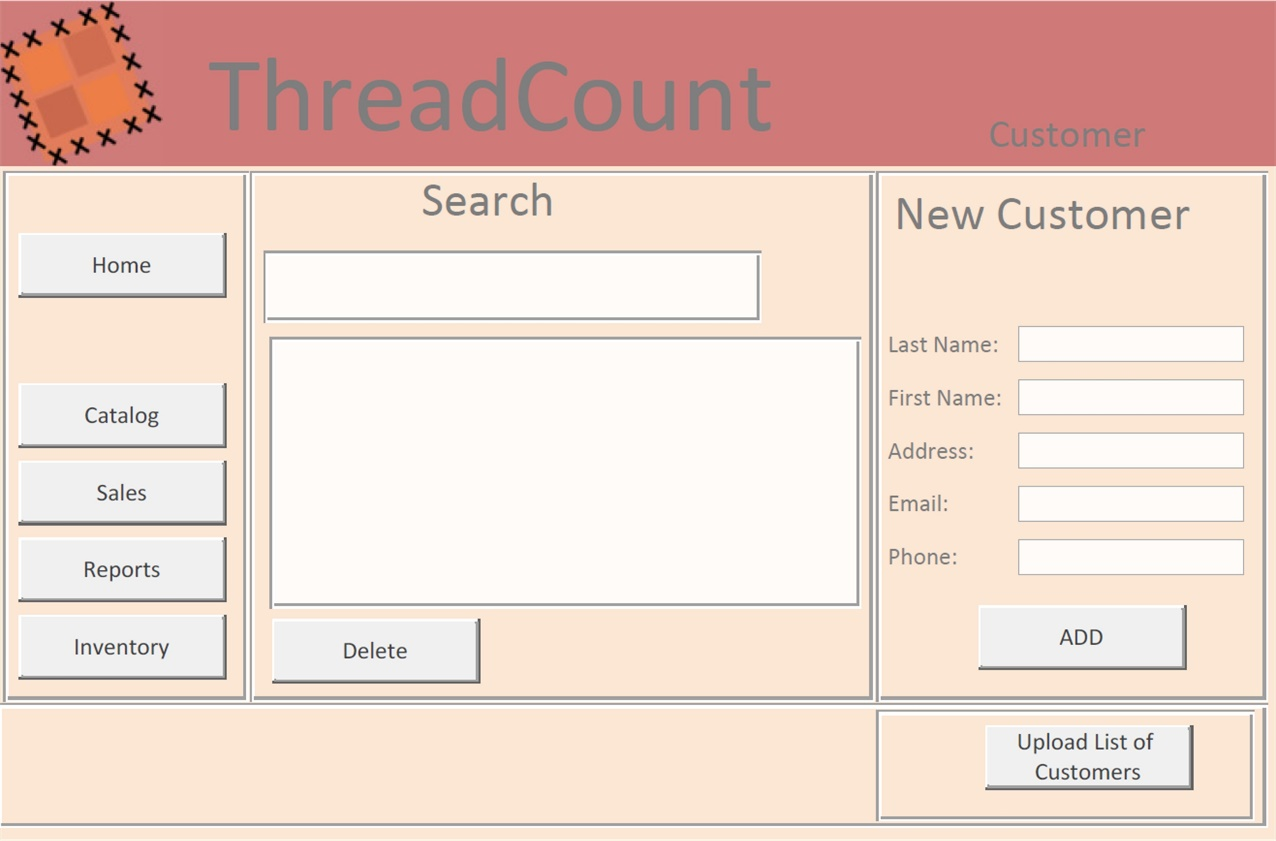 ThreadCount
Customer
Home
Catalog
Sales
Reports
Inventory
Search
Delete
New Customer
Last Name:
First Name:
Address:
Email:
Phone:
ADD
Upload List of
Customers